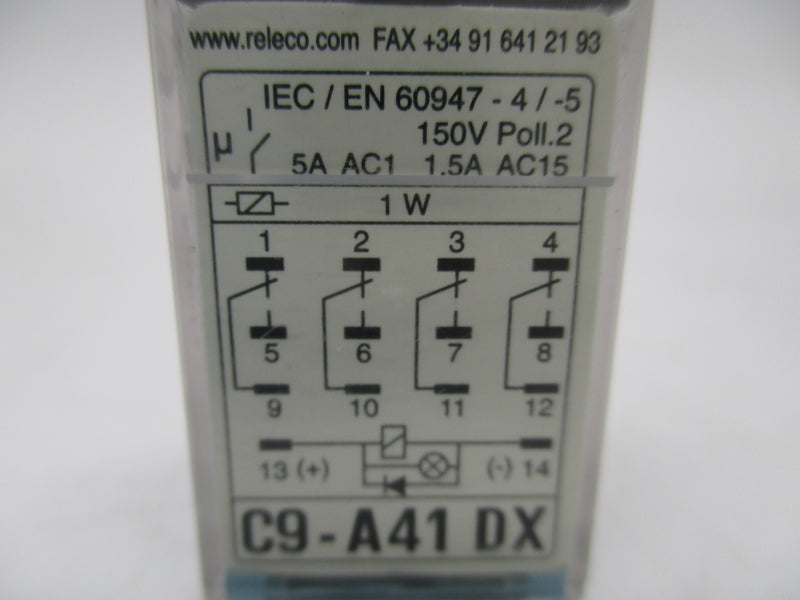 www.releco.com FAX +34 91 641 21 93
IEC / EN 60947 - 4 / -5
150V Poll.2
µ 5A AC1 1.5A AC15
1 W
1 2 3 4
5 6 7 8
9 10 11 12
13 (+) (-) 14
C9-A41 DX